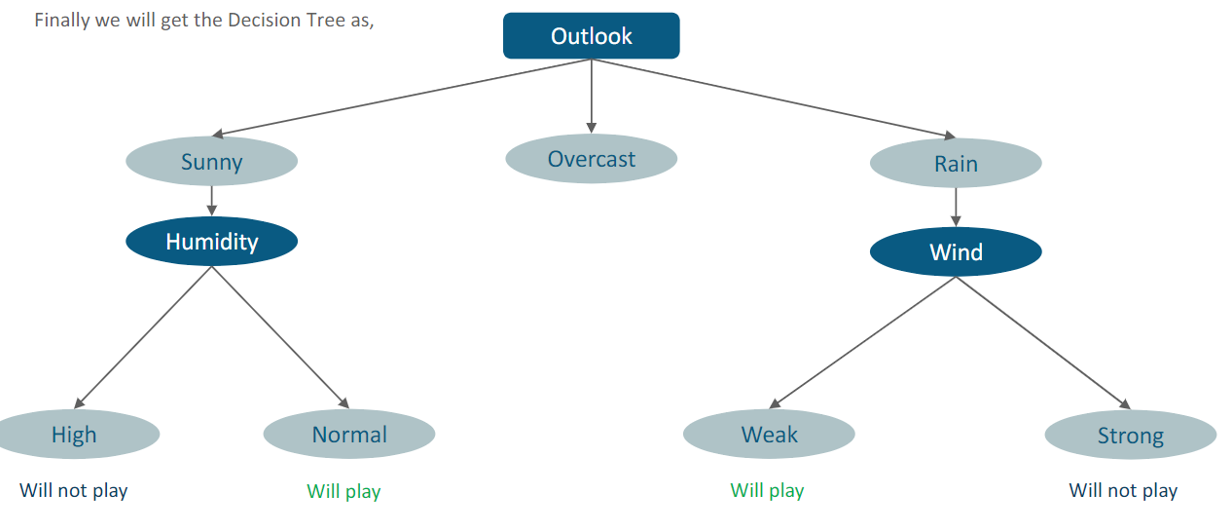 Finally we will get the Decision Tree as,
Outlook
Sunny
Overcast
Rain
Humidity
Wind
High
Normal
Weak
Strong
Will not play
Will play
Will play
Will not play